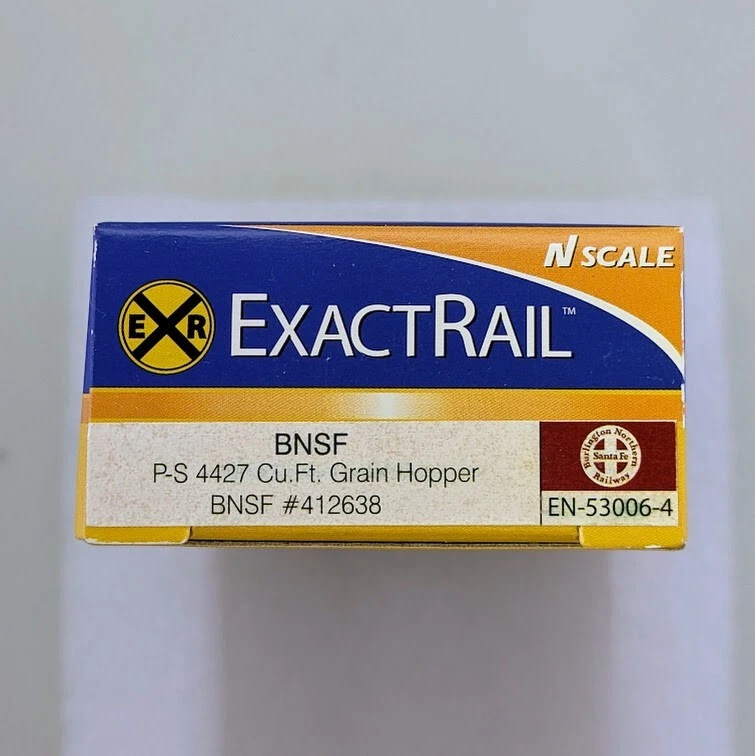 N SCALE
EXR
EXACTRAIL™
BNSF
P-S 4427 Cu.Ft. Grain Hopper
BNSF #412638
Burlington Northern
Santa Fe
Railway
EN-53006-4